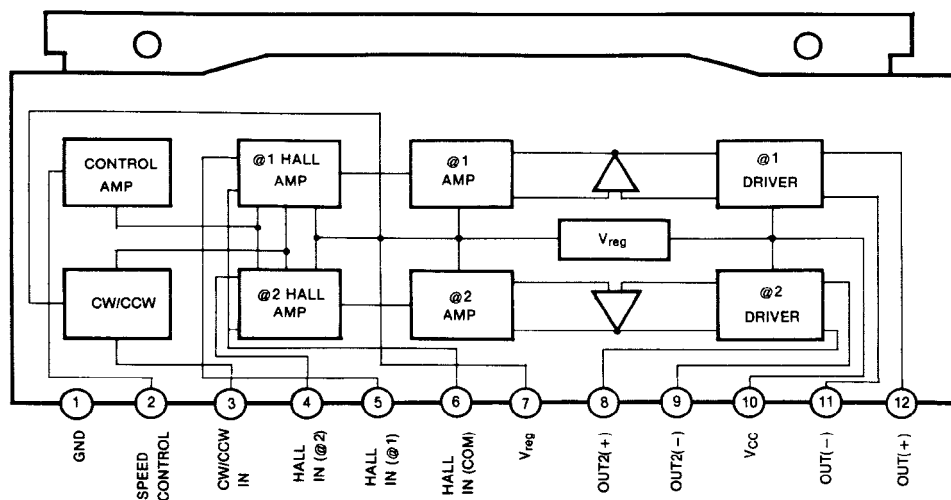 CONTROL
AMP
@1 HALL
AMP
@1
AMP
@1
DRIVER
Vreg
CW/CCW
@2 HALL
AMP
@2
AMP
@2
DRIVER
1
2
3
4
5
6
7
8
9
10
11
12
GND
SPEED
CONTROL
CW/CCW
IN
HALL
IN (@2)
HALL
IN (@1)
HALL
IN (COM)
Vreg
OUT2(+)
OUT2(-)
VCC
OUT(-)
OUT(+)